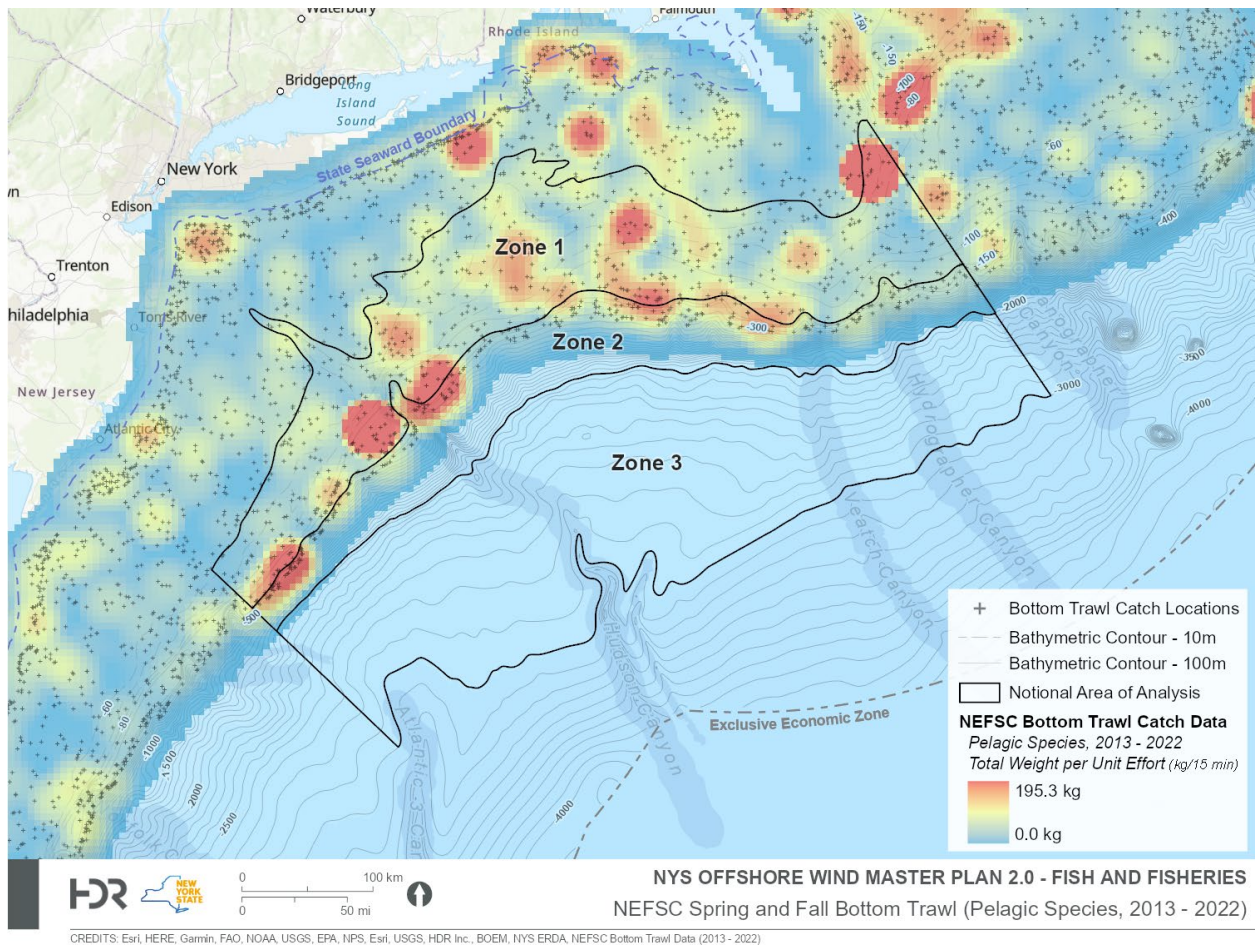 Waterbury
Falmouth
Rhode Island
-150
-150
Bridgeport
Long
Island
Sound
-100
-80
State Seaward Boundary
-60
New York
wn
Edison
-400
Zone 1
-100
Trenton
-150
hiladelphia
Toms River
-2000
-300
Zone 2
-3500
New Jersey
-3000
-4000
Hydrographer Canyon
Atlantic City
Zone 3
-500
Hudson Canyon
-60
-80
Exclusive Economic Zone
-1000
-1500
-2000
-2500
-4000
Bottom Trawl Catch Locations
Bathymetric Contour - 10m
Bathymetric Contour - 100m
Notional Area of Analysis
NEFSC Bottom Trawl Catch Data
Pelagic Species, 2013 - 2022
Total Weight per Unit Effort (kg/15 min)
195.3 kg
0.0 kg
HDR
NEW
YORK
STATE
0 100 km
0 50 mi
NYS OFFSHORE WIND MASTER PLAN 2.0 - FISH AND FISHERIES
NEFSC Spring and Fall Bottom Trawl (Pelagic Species, 2013 - 2022)
CREDITS: Esri, HERE, Garmin, FAO, NOAA, USGS, EPA, NPS, Esri, USGS, HDR Inc., BOEM, NYS ERDA, NEFSC Bottom Trawl Data (2013 - 2022)